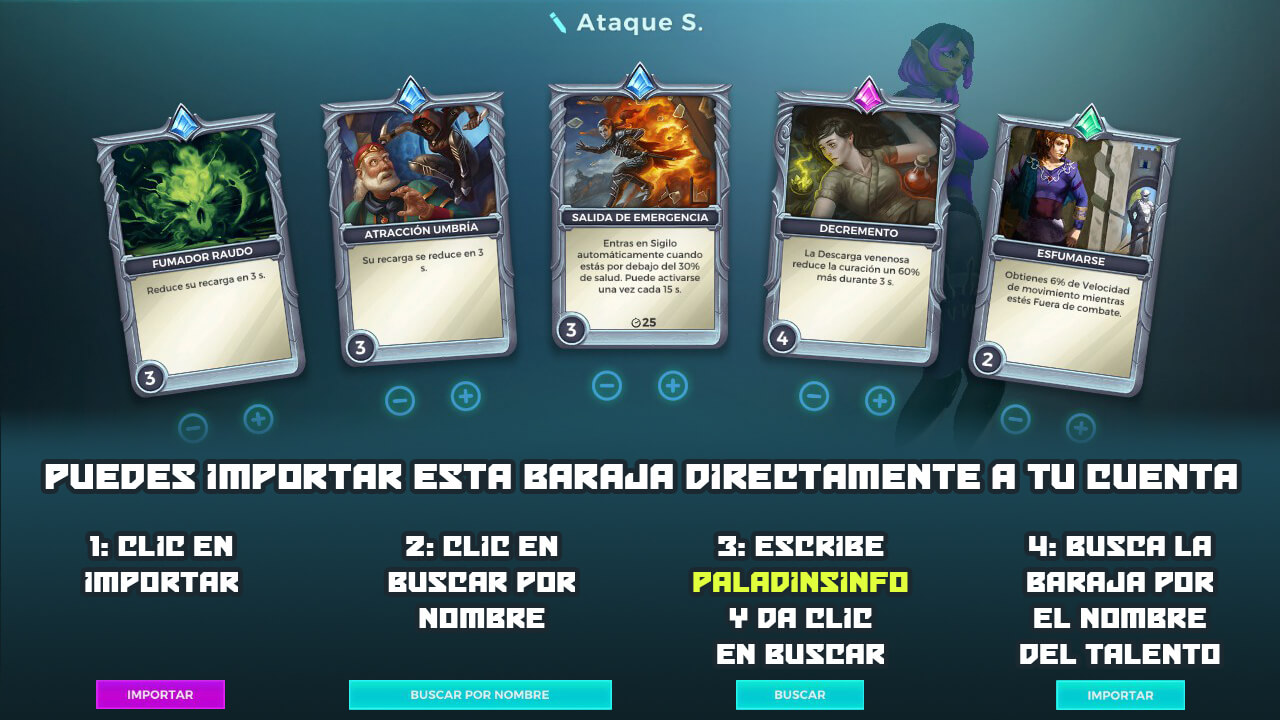 Ataque S.
FUMADOR RAUDO
Reduce su recarga en 3 s.
3
ATRACCIÓN UMBRÍA
Su recarga se reduce en 3
s.
3
SALIDA DE EMERGENCIA
Entras en Sigilo
automáticamente cuando
estás por debajo del 30%
de salud. Puede activarse
una vez cada 15 s.
25
3
DECREMENTO
La Descarga venenosa
reduce la curación un 60%
más durante 3 s.
4
ESFUMARSE
Obtienes 6% de Velocidad
de movimiento mientras
estés Fuera de combate.
2
PUEDES IMPORTAR ESTA BARAJA DIRECTAMENTE A TU CUENTA
1: CLIC EN
IMPORTAR
IMPORTAR
2: CLIC EN
BUSCAR POR
NOMBRE
BUSCAR POR NOMBRE
3: ESCRIBE
PALADINSINFO
Y DA CLIC
EN BUSCAR
BUSCAR
4: BUSCA LA
BARAJA POR
EL NOMBRE
DEL TALENTO
IMPORTAR